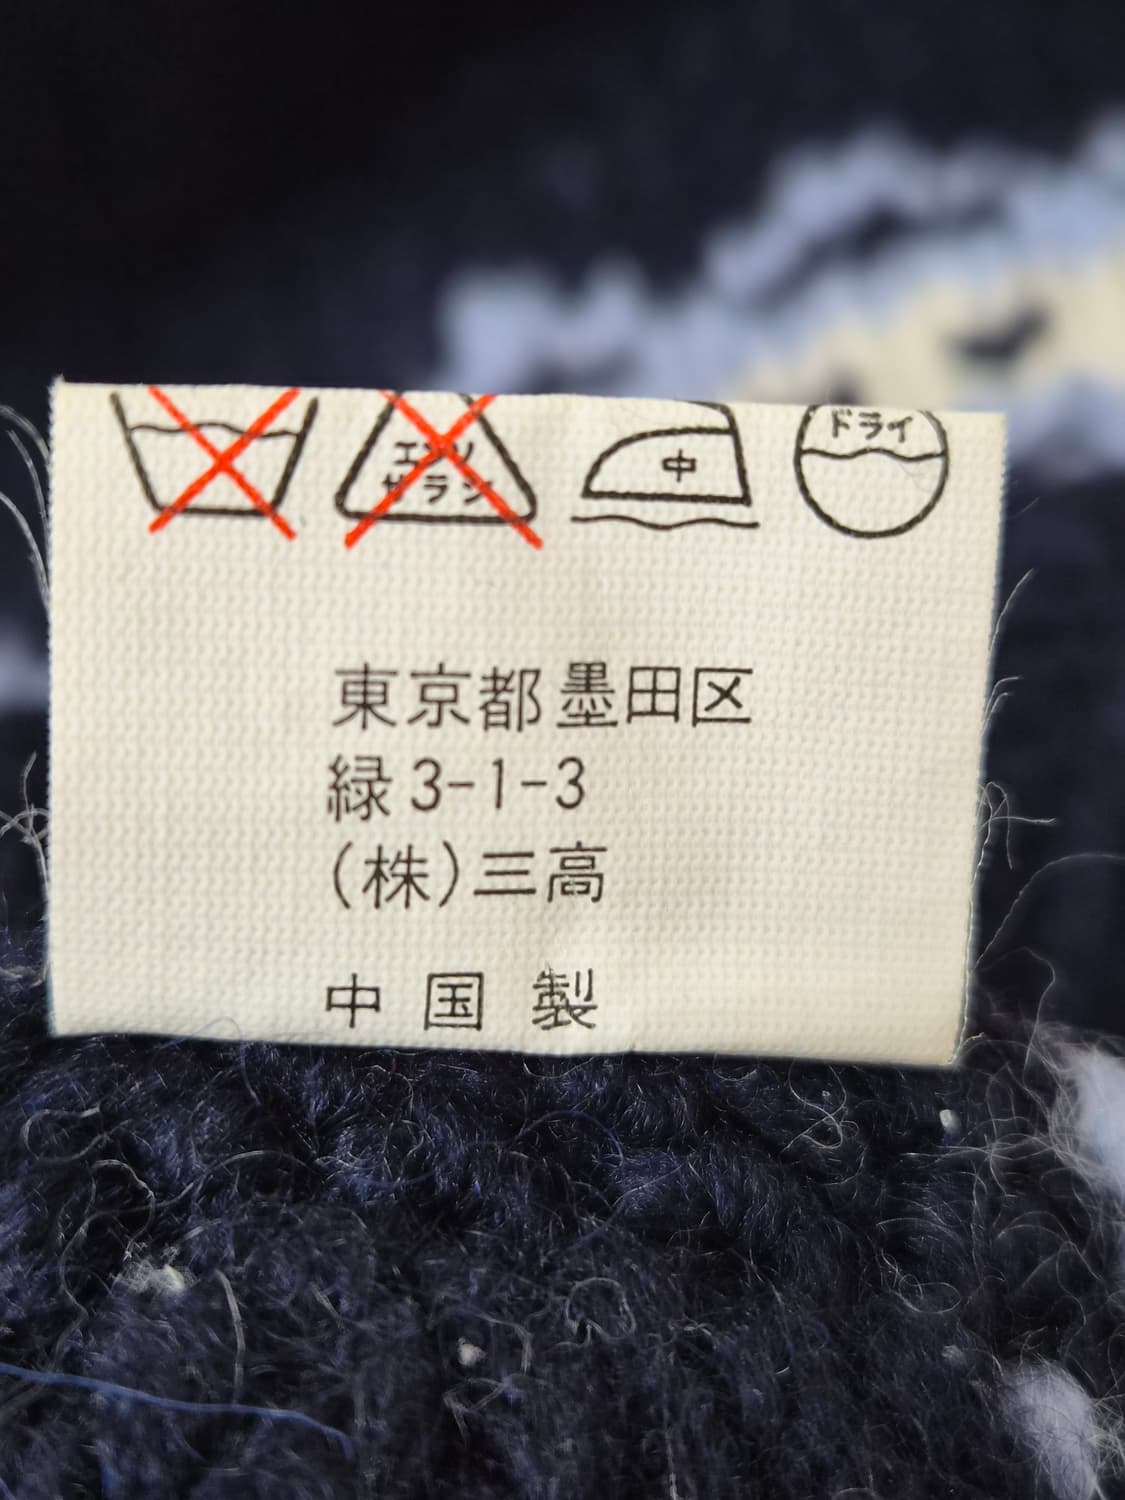 エンソ
サラシ
中
ドライ
東京都墨田区
緑3-1-3
(株)三高
中国製